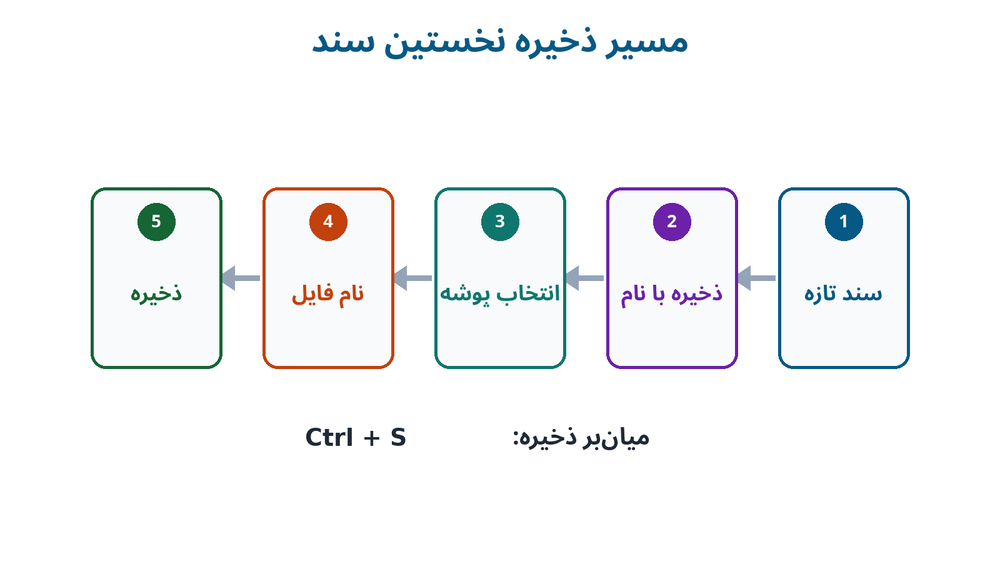 مسیر ذخیره نخستین سند
1
سند تازه
2
ذخیره با نام
3
انتخاب پوشه
4
نام فایل
5
ذخیره
میان‌بر ذخیره: Ctrl + S